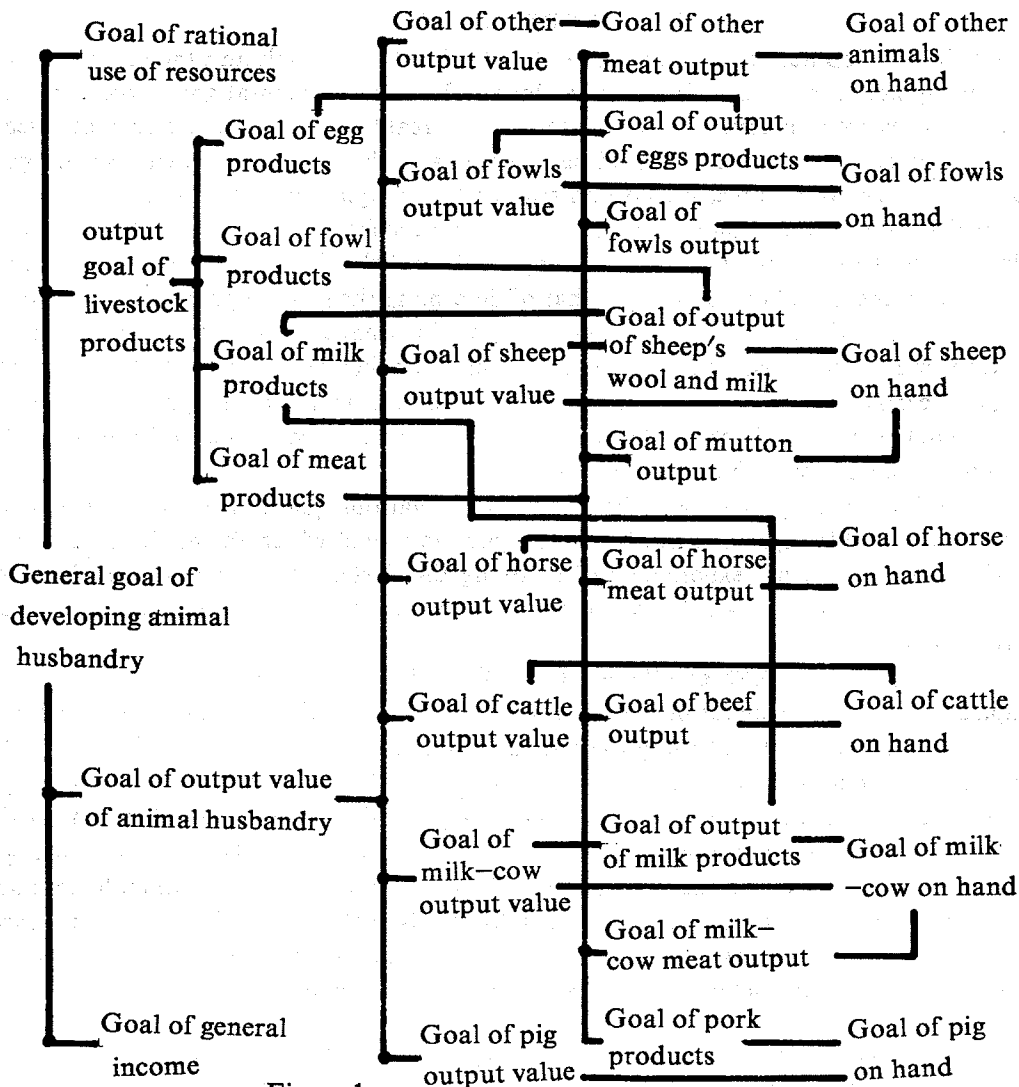 Goal of rational
use of resources
output
goal of
livestock
products
General goal of
developing animal
husbandry
Goal of output value
of animal husbandry
Goal of general
income
Goal of egg
products
Goal of fowl
products
Goal of milk
products
Goal of meat
products
Goal of other
output value
Goal of fowls
output value
Goal of sheep
output value
Goal of horse
output value
Goal of cattle
output value
Goal of
milk-cow
output value
Goal of pig
output value
Goal of other
meat output
Goal of output
of eggs products
Goal of
fowls output
Goal of output
of sheep's
wool and milk
Goal of mutton
output
Goal of horse
meat output
Goal of beef
output
Goal of output
of milk products
Goal of milk-
cow meat output
Goal of pork
products
Goal of other
animals
on hand
Goal of fowls
on hand
Goal of sheep
on hand
Goal of horse
on hand
Goal of cattle
on hand
Goal of milk
-cow on hand
Goal of pig
on hand